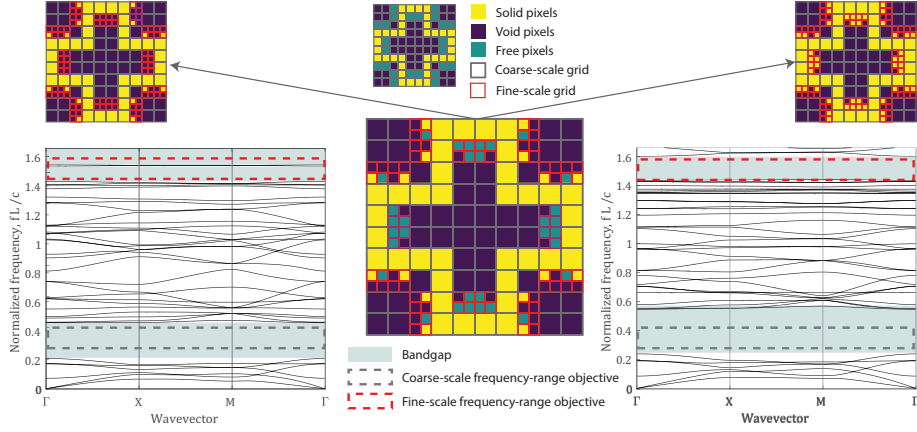 Solid pixels
Void pixels
Free pixels
Coarse-scale grid
Fine-scale grid
Normalized frequency, f L /c
1.6
1.4
1.2
1
0.8
0.6
0.4
0.2
0
Γ
X
M
Γ
Wavevector
Bandgap
Coarse-scale frequency-range objective
Fine-scale frequency-range objective
Normalized frequency, f L /c
1.6
1.4
1.2
1
0.8
0.6
0.4
0.2
0
Γ
X
M
Γ
Wavevector